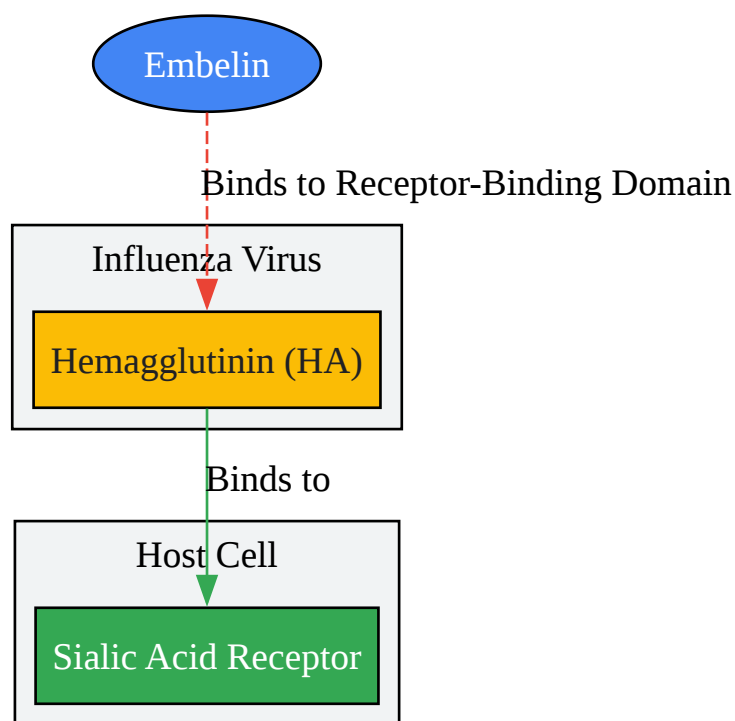 Embelin
Binds to Receptor-Binding Domain
Influenza Virus
Hemagglutinin (HA)
Binds to
Host Cell
Sialic Acid Receptor